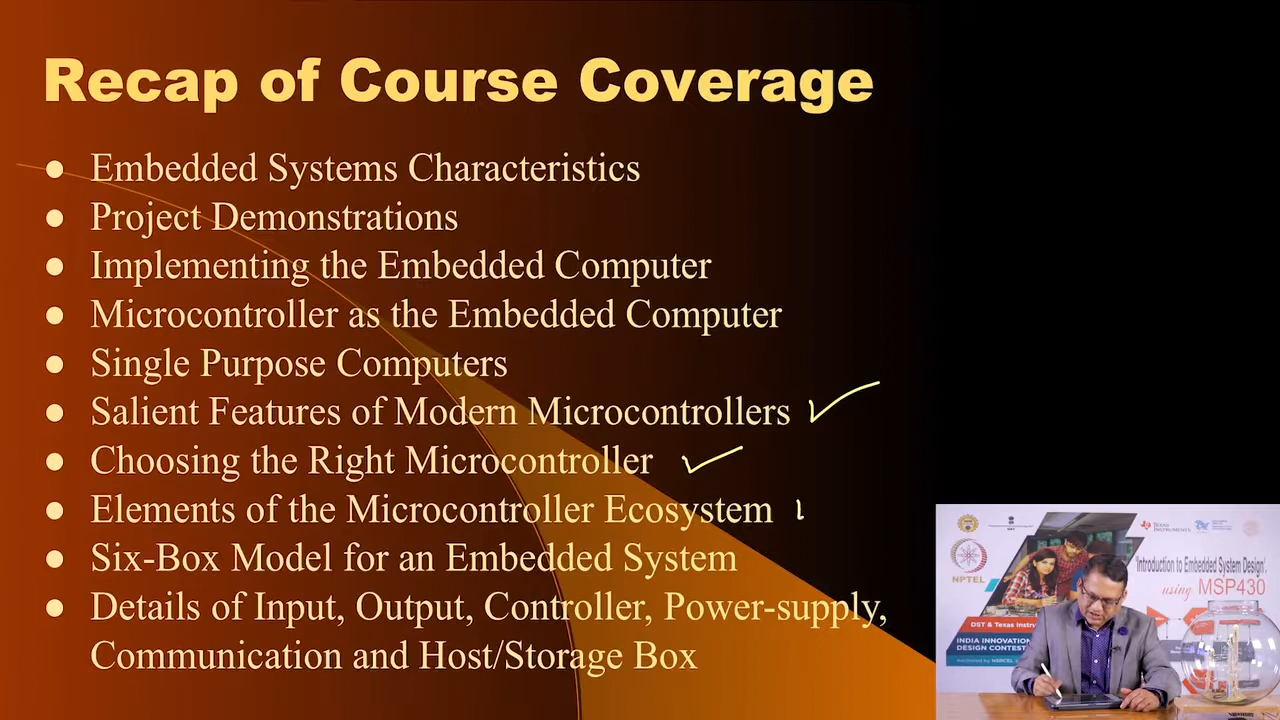 Recap of Course Coverage
● Embedded Systems Characteristics
● Project Demonstrations
● Implementing the Embedded Computer
● Microcontroller as the Embedded Computer
● Single Purpose Computers
● Salient Features of Modern Microcontrollers
● Choosing the Right Microcontroller
● Elements of the Microcontroller Ecosystem
● Six-Box Model for an Embedded System
● Details of Input, Output, Controller, Power-supply,
Communication and Host/Storage Box
NPTEL
TEXAS INSTRUMENTS
'Introduction to Embedded System Design',
using MSP430
DST & Texas Instru
INDIA INNOVATION
DESIGN CONTEST